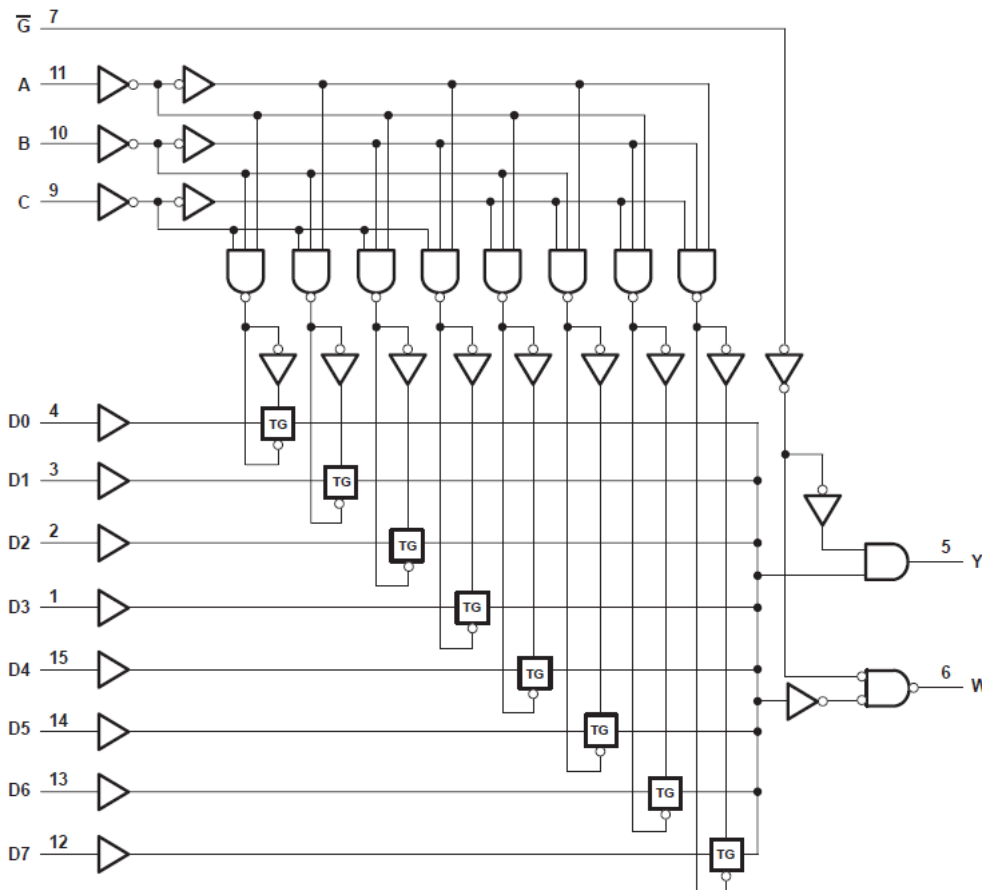 G̅ 7
A 11
B 10
C 9
D0 4
TG
D1 3
TG
D2 2
TG
5 Y
D3 1
TG
D4 15
TG
6 W
D5 14
TG
D6 13
TG
D7 12
TG